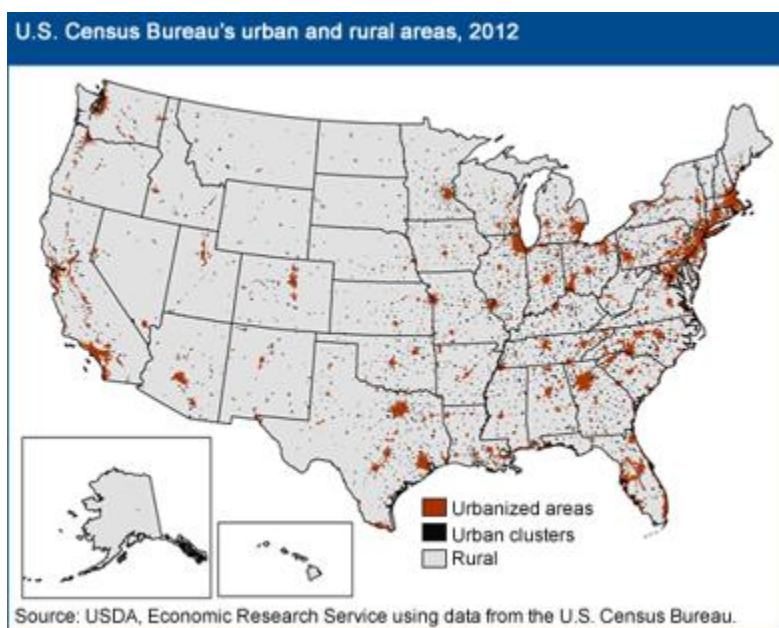 U.S. Census Bureau's urban and rural areas, 2012
Urbanized areas
Urban clusters
Rural
Source: USDA, Economic Research Service using data from the U.S. Census Bureau.